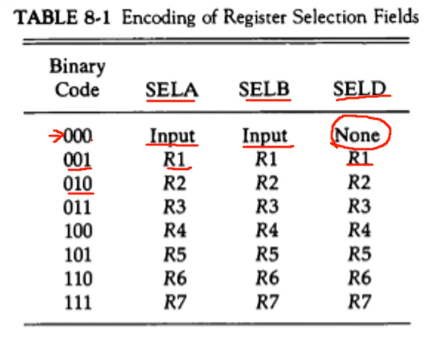 TABLE 8-1 Encoding of Register Selection Fields
Binary
Code SELA SELB SELD
000 Input Input None
001 R1 R1 R1
010 R2 R2 R2
011 R3 R3 R3
100 R4 R4 R4
101 R5 R5 R5
110 R6 R6 R6
111 R7 R7 R7